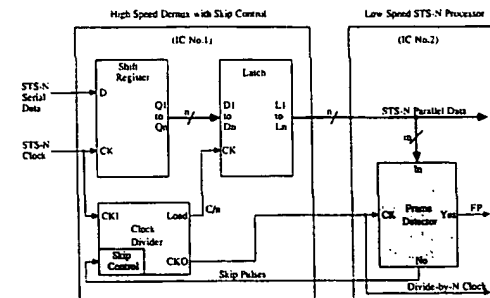 High Speed Demux with Skip Control
(IC No.1)
Low Speed STS-N Processor
(IC No.2)
Shift
Register
Latch
STS-N
Serial
Data
D
Q1
to
Qn
n
D1
to
Dn
L1
to
Ln
n
STS-N Parallel Data
STS-N
Clock
CK
CK
m
In
C/n
CKI
Load
Clock
Divider
Skip
Control
CKO
CK
Frame
Detector
Yes
FP
No
Skip Pulses
Divide-by-N Clock